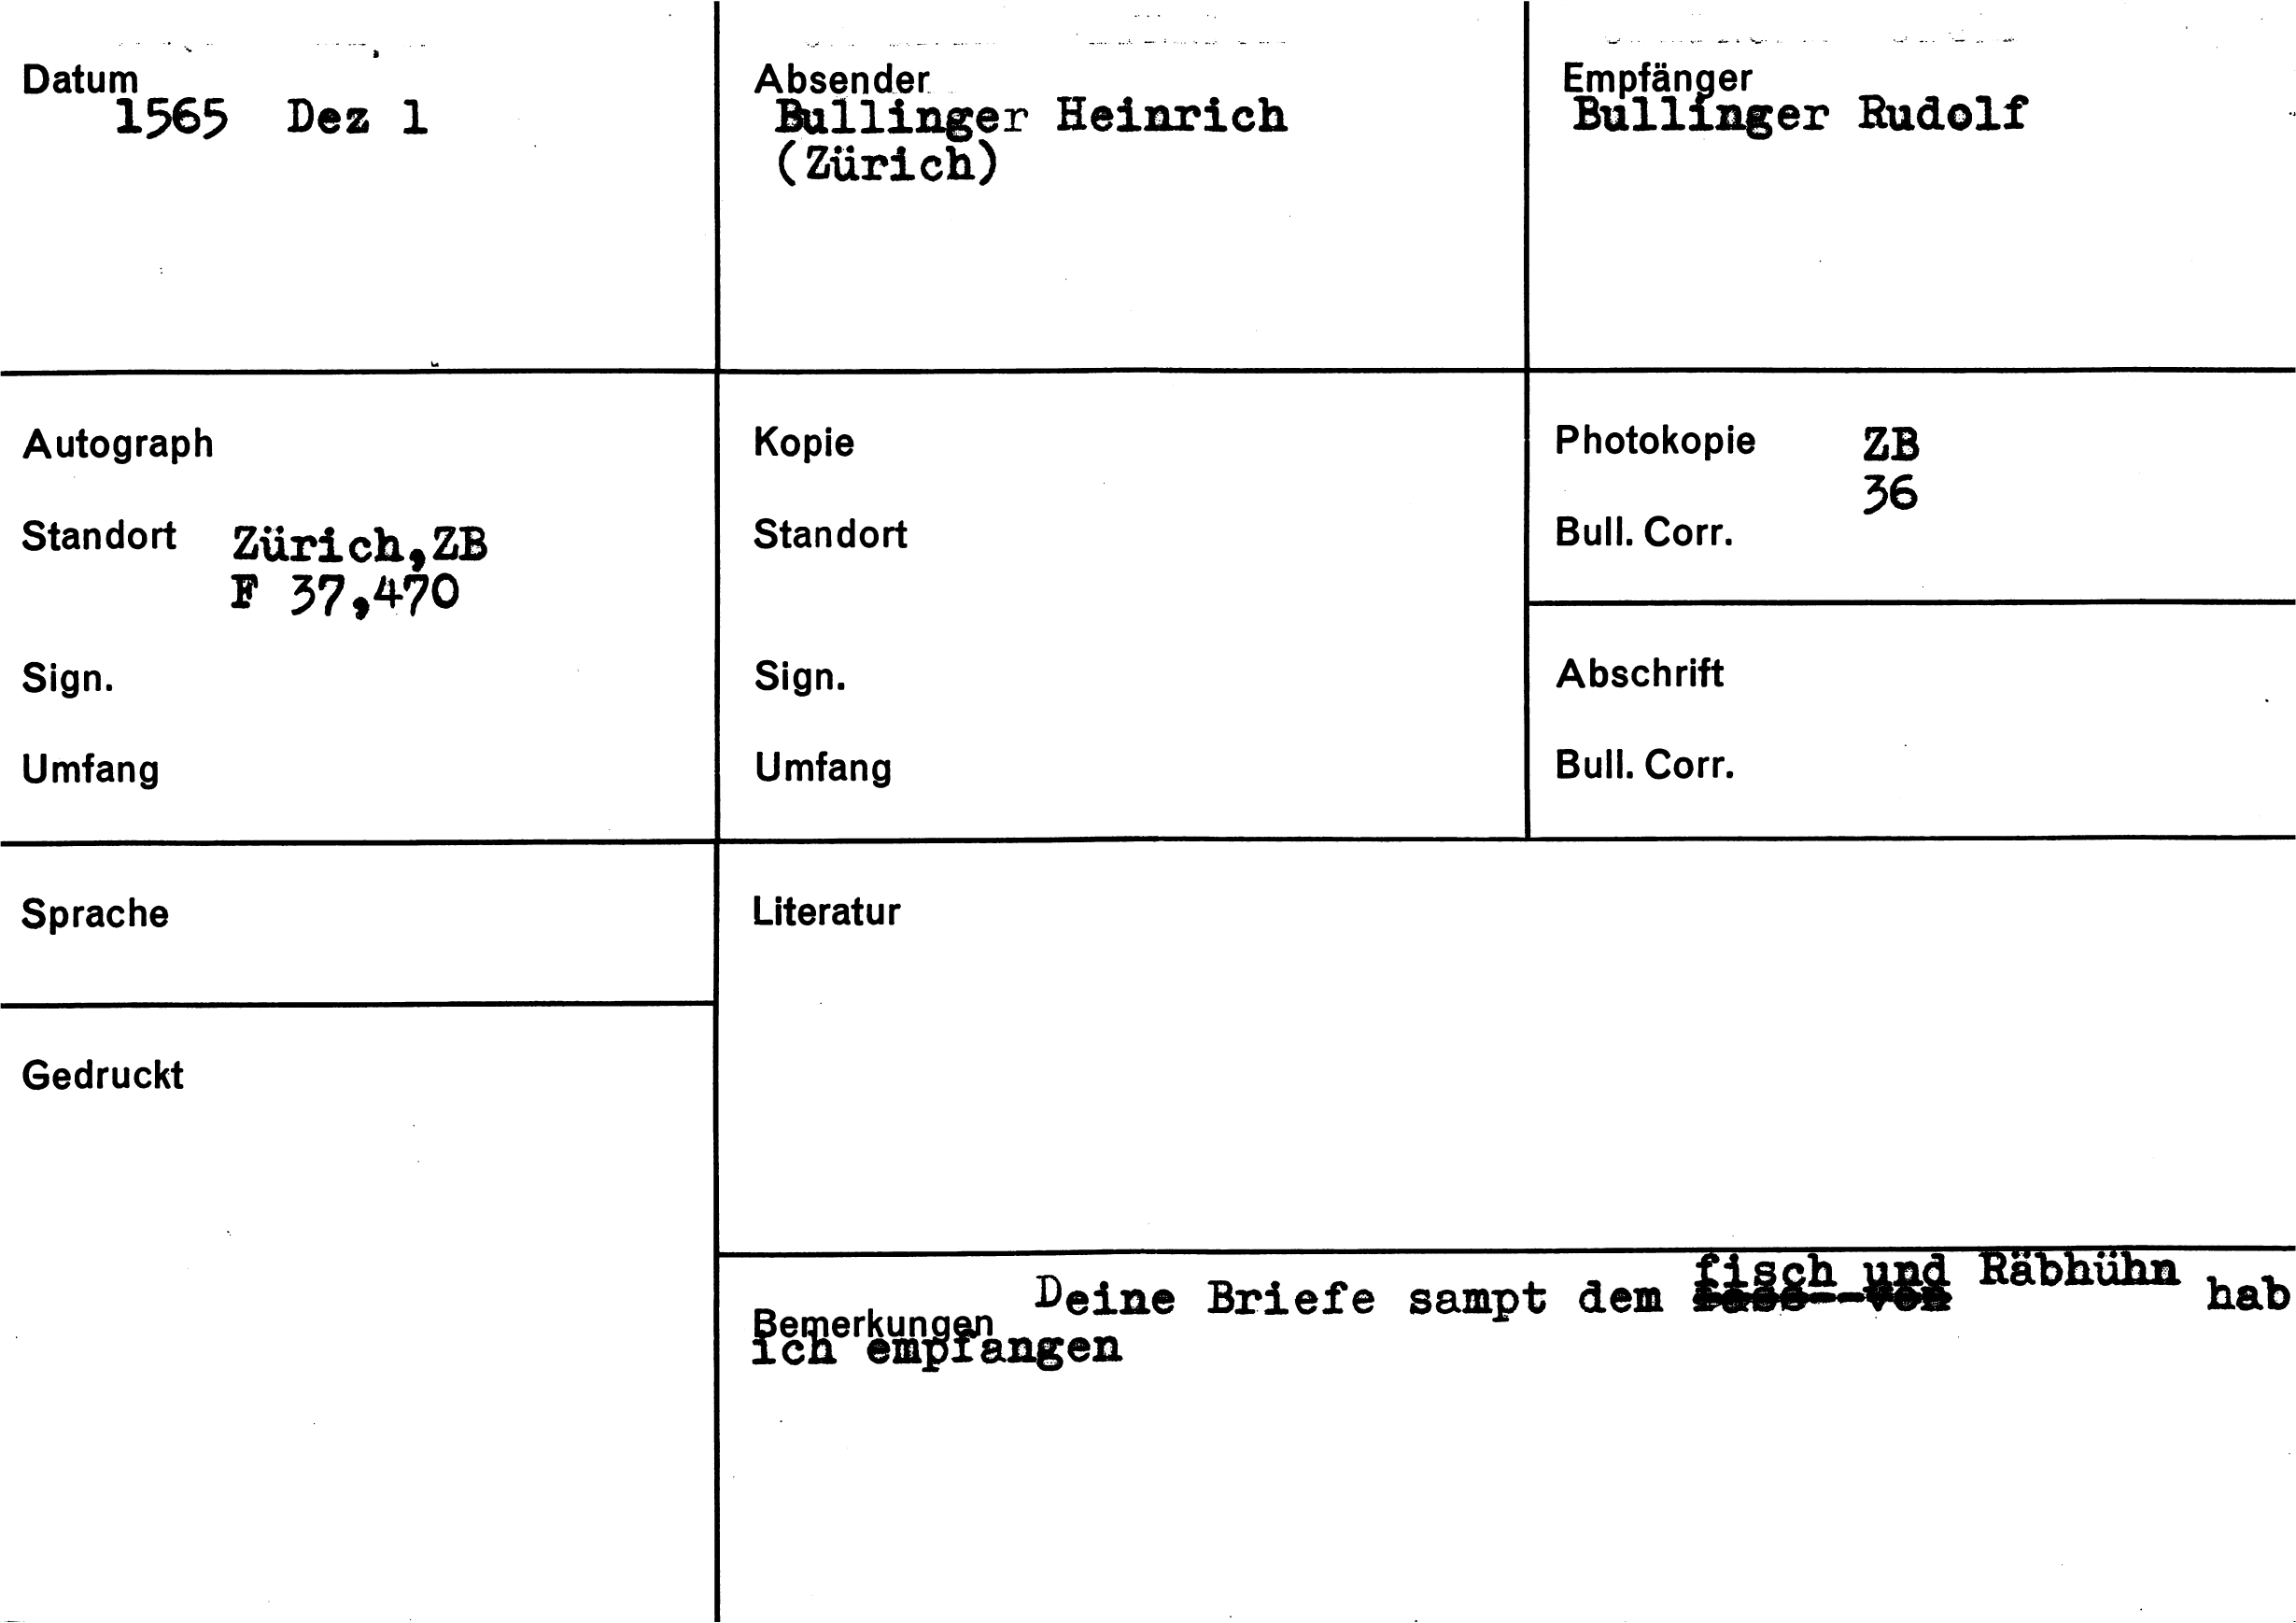 Datum
1565 Dez 1
Absender
Bullinger Heinrich
(Zürich)
Empfänger
Bullinger Rudolf
Autograph
Standort Zürich,ZB
F 37,470
Sign.
Umfang
Kopie
Standort
Sign.
Umfang
Photokopie ZB
36
Bull. Corr.
Abschrift
Bull. Corr.
Sprache
Gedruckt
Literatur
Bemerkungen
Deine Briefe sampt dem fisch und Räbhühn hab
ich empfangen